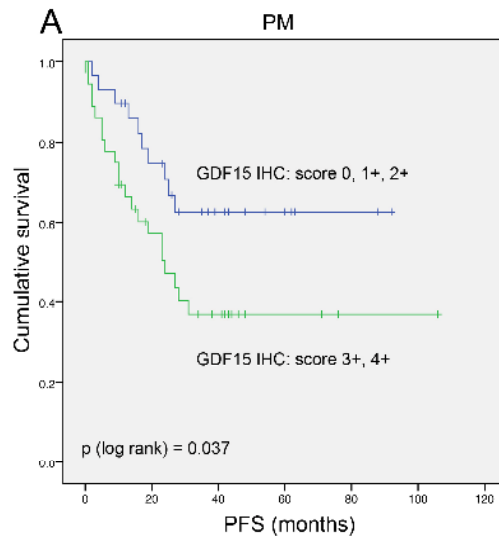 A
PM
1.0
0.8
0.6
0.4
0.2
0.0
Cumulative survival
GDF15 IHC: score 0, 1+, 2+
GDF15 IHC: score 3+, 4+
p (log rank) = 0.037
0 20 40 60 80 100 120
PFS (months)